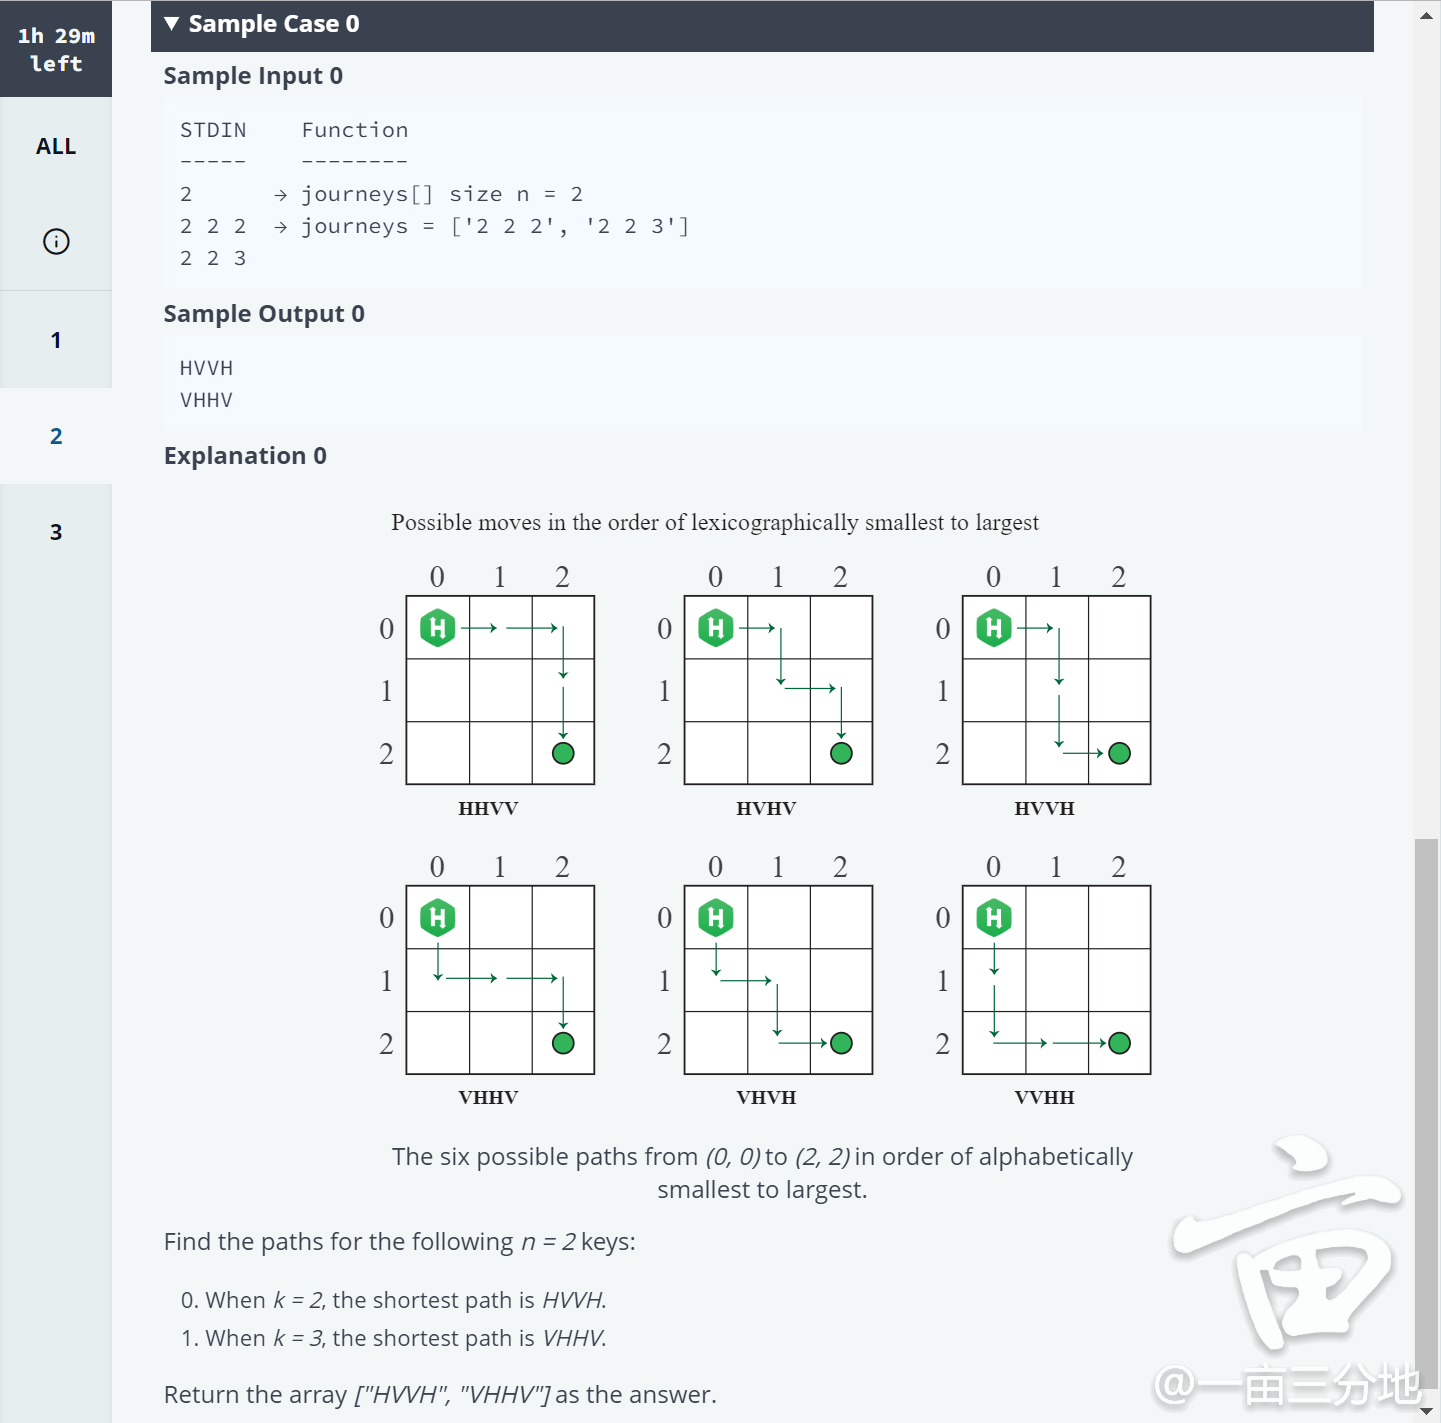 1h 29m
left
ALL
1
2
3
▼ Sample Case 0
Sample Input 0
STDIN Function
----- --------
2 → journeys[] size n = 2
2 2 2 → journeys = ['2 2 2', '2 2 3']
2 2 3
Sample Output 0
HVVH
VHHV
Explanation 0
Possible moves in the order of lexicographically smallest to largest
0 1 2 0 1 2 0 1 2
0 H 0 H 0 H
1 1 1
2 2 2
HHVV HVHV HVVH
0 1 2 0 1 2 0 1 2
0 H 0 H 0 H
1 1 1
2 2 2
VHHV VHVH VVHH
The six possible paths from (0, 0) to (2, 2) in order of alphabetically
smallest to largest.
Find the paths for the following n = 2 keys:
0. When k = 2, the shortest path is HVVH.
1. When k = 3, the shortest path is VHHV.
Return the array ["HVVH", "VHHV"] as the answer.
亩
@一亩三分地